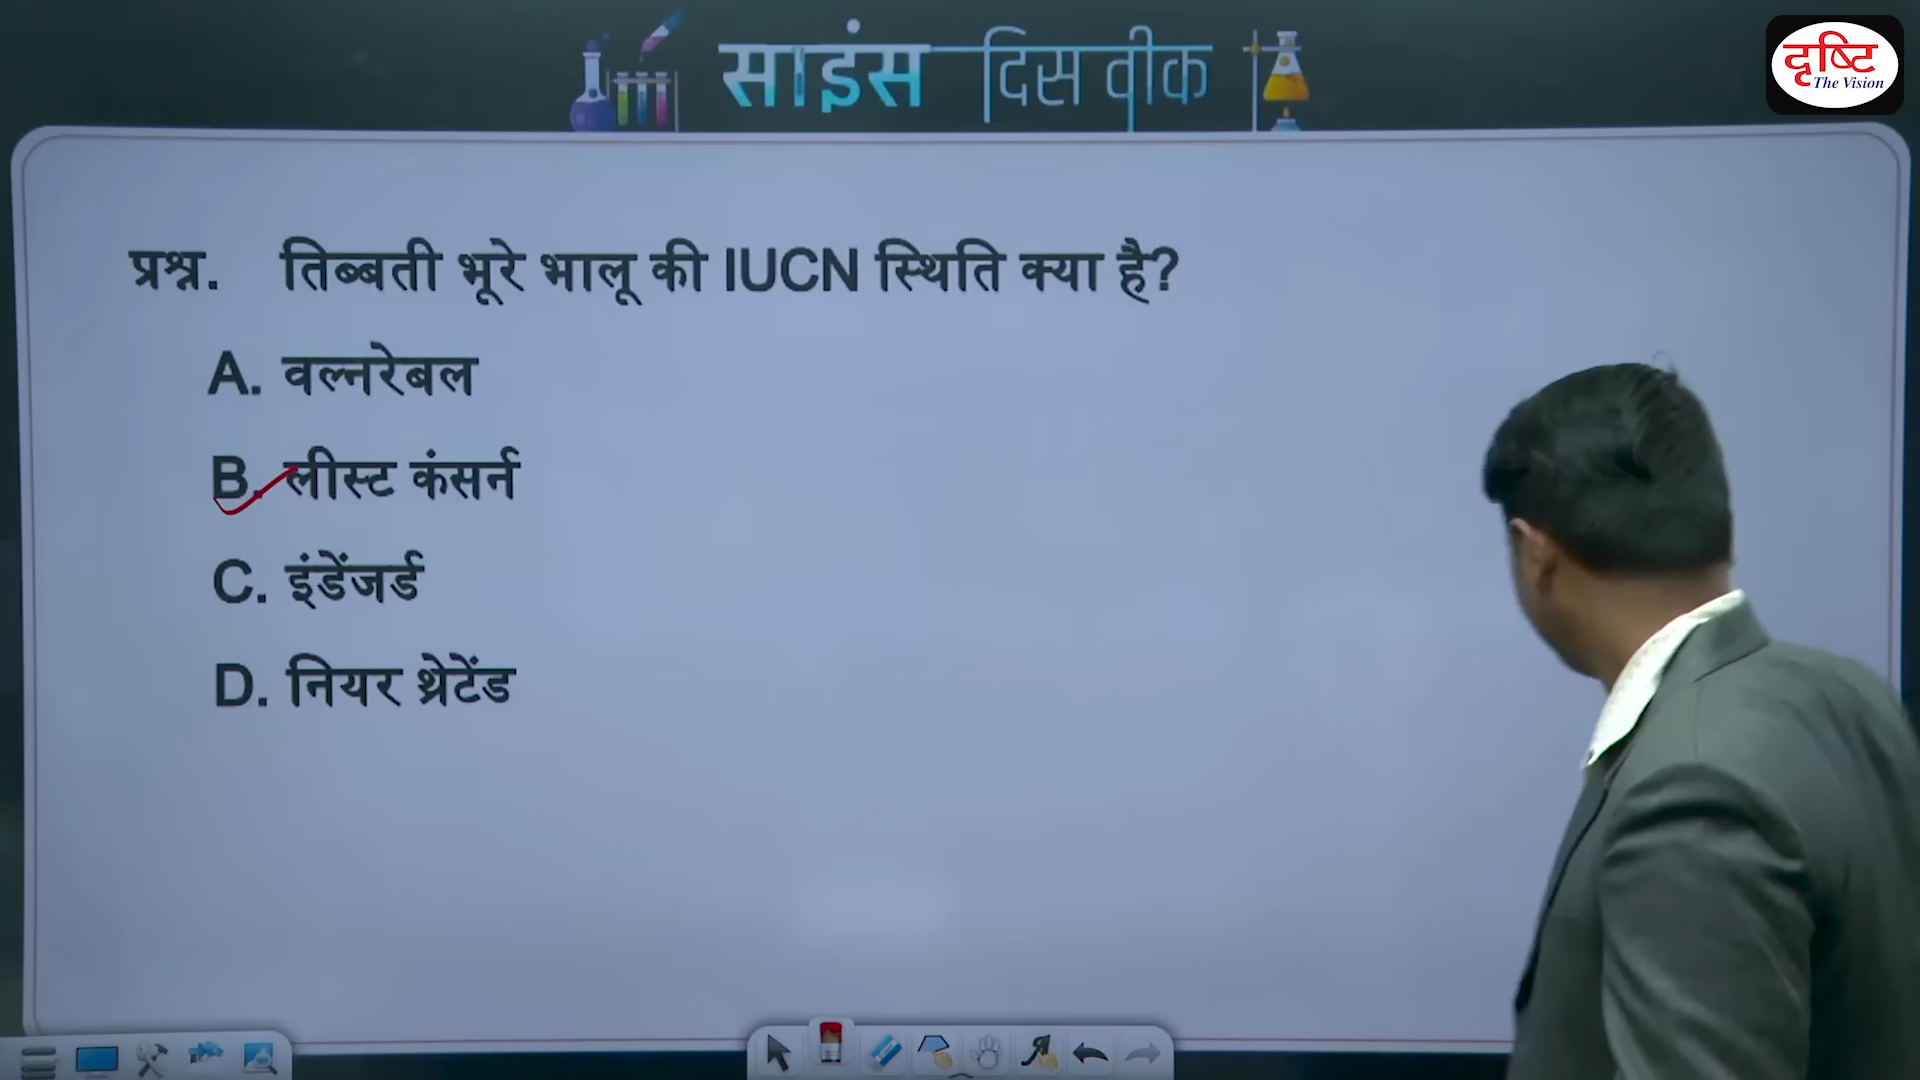 साइंस दिस वीक
दृष्टि
The Vision
प्रश्न. तिब्बती भूरे भालू की IUCN स्थिति क्या है?
A. वल्नरेबल
B. लीस्ट कंसर्न
C. इंडेंजर्ड
D. नियर थ्रेटेंड